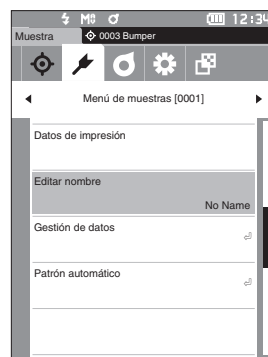 M 12:34
Muestra 0003 Bumper
Menú de muestras [0001]
Datos de impresión
Editar nombre
No Name
Gestión de datos
Patrón automático